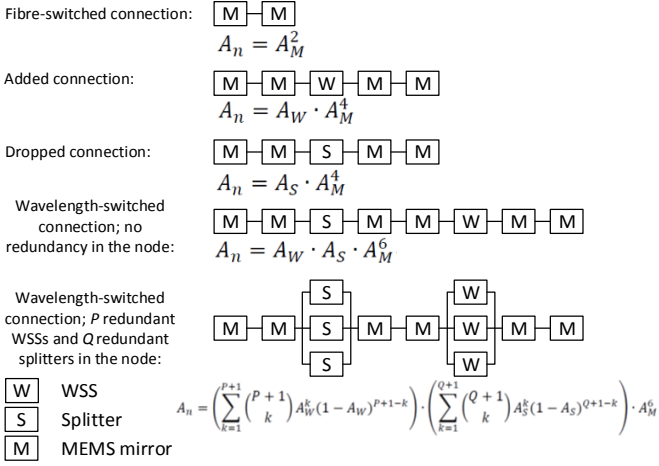 Fibre-switched connection:
M M
A_n = A_M^2
Added connection:
M M W M M
A_n = A_W · A_M^4
Dropped connection:
M M S M M
A_n = A_S · A_M^4
Wavelength-switched
connection; no
redundancy in the node:
M M S M M W M M
A_n = A_W · A_S · A_M^6
Wavelength-switched
connection; P redundant
WSSs and Q redundant
splitters in the node:
S W
M M S M M W M M
S W
W WSS
S Splitter
M MEMS mirror
A_n = (∑_{k=1}^{P+1} (P + 1 k) A_W^k (1 − A_W)^{P+1−k}) · (∑_{k=1}^{Q+1} (Q + 1 k) A_S^k (1 − A_S)^{Q+1−k}) · A_M^6